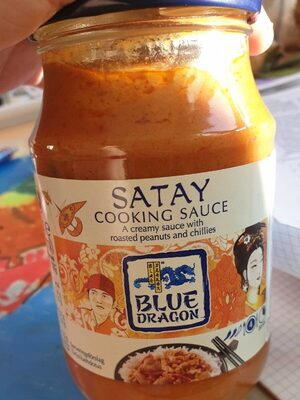 SATAY
COOKING SAUCE
A creamy sauce with
roasted peanuts and chillies
BLUE
DRAGON